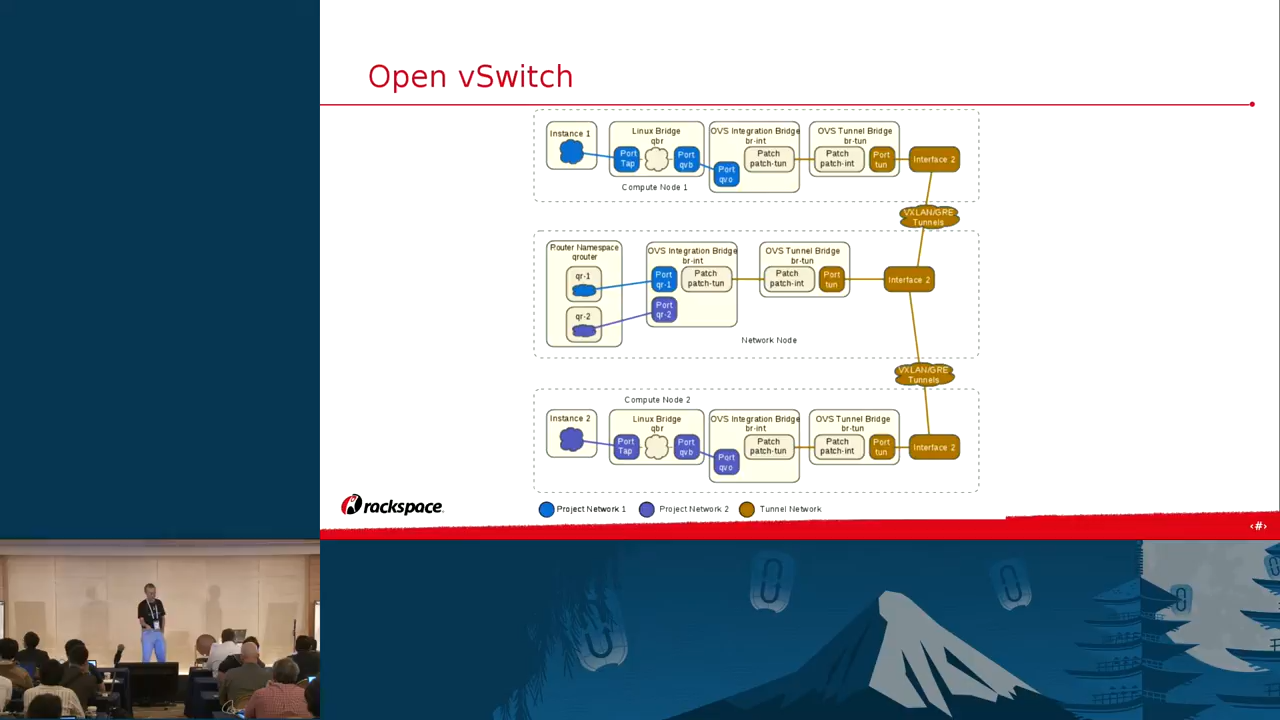 Open vSwitch
Instance 1
Linux Bridge
qbr
Port
Tap
Port
qvb
OVS Integration Bridge
br-int
Port
qvo
Patch
patch-tun
OVS Tunnel Bridge
br-tun
Patch
patch-int
Port
tun
Interface 2
Compute Node 1
VXLAN/GRE
Tunnels
Router Namespace
qrouter
qr-1
qr-2
OVS Integration Bridge
br-int
Port
qr-1
Patch
patch-tun
Port
qr-2
OVS Tunnel Bridge
br-tun
Patch
patch-int
Port
tun
Interface 2
Network Node
VXLAN/GRE
Tunnels
Compute Node 2
Instance 2
Linux Bridge
qbr
Port
Tap
Port
qvb
OVS Integration Bridge
br-int
Port
qvo
Patch
patch-tun
OVS Tunnel Bridge
br-tun
Patch
patch-int
Port
tun
Interface 2
rackspace
Project Network 1
Project Network 2
Tunnel Network
‹#›